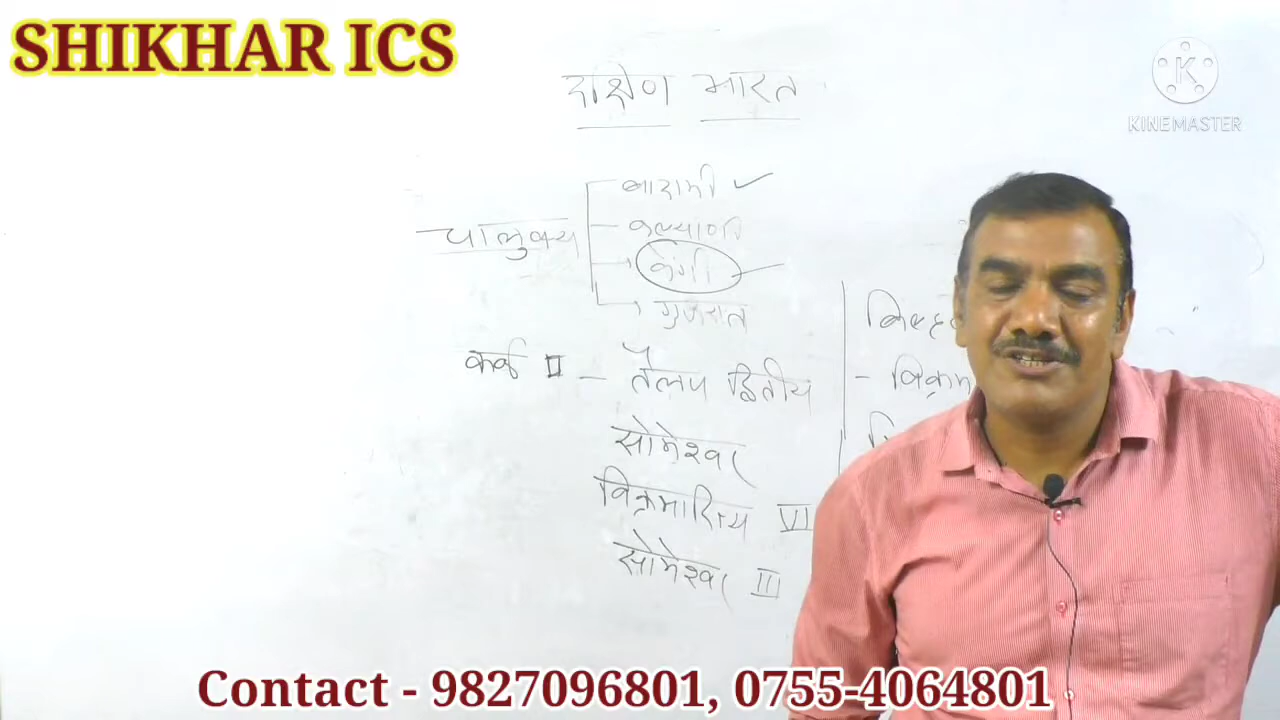 SHIKHAR ICS
K
KINEMASTER
दक्षिण भारत
बादामी ✓
चालुक्य
कल्याणी
वेंगी
गुजरात
कर्क II – तैलप द्वितीय
सोमेश्वर
विक्रमादित्य VI
सोमेश्वर III
Contact - 9827096801, 0755-4064801